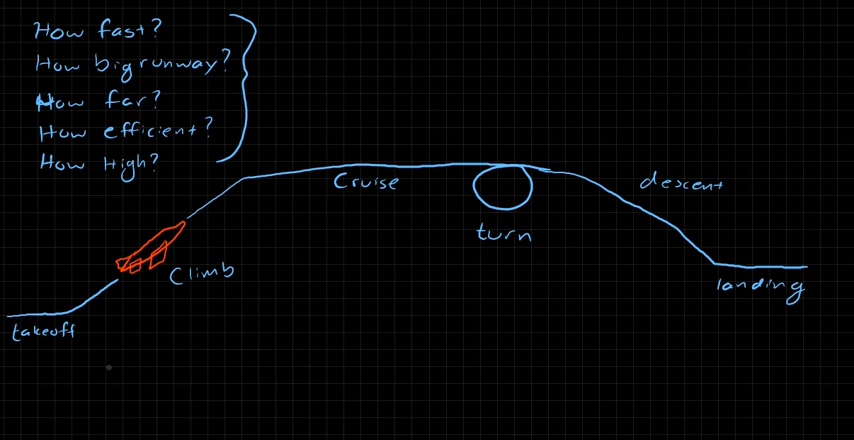 How fast?
How big runway?
How far?
How efficient?
How High?
Cruise
descent
turn
Climb
landing
takeoff